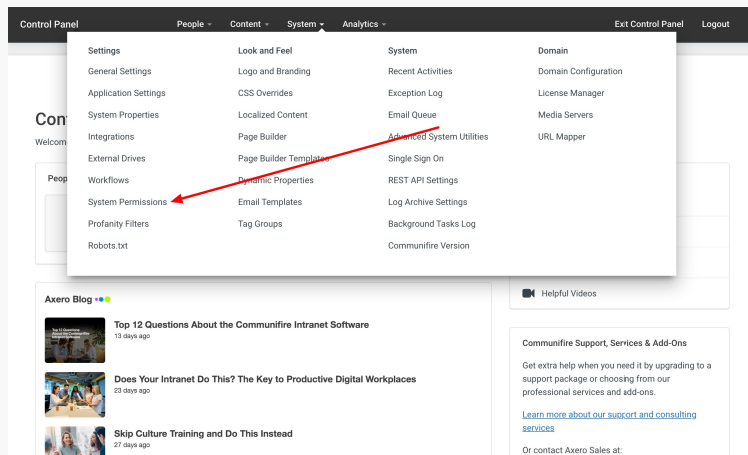 Control Panel People Content System Analytics Exit Control Panel Logout
Settings
General Settings
Application Settings
System Properties
Integrations
External Drives
Workflows
System Permissions
Profanity Filters
Robots.txt
Look and Feel
Logo and Branding
CSS Overrides
Localized Content
Page Builder
Page Builder Templates
Dynamic Properties
Email Templates
Tag Groups
System
Recent Activities
Exception Log
Email Queue
Advanced System Utilities
Single Sign On
REST API Settings
Log Archive Settings
Background Tasks Log
Communifire Version
Domain
Domain Configuration
License Manager
Media Servers
URL Mapper
Con
Welcom
Peop
Axero Blog
Top 12 Questions About the Communifire Intranet Software
13 days ago
Does Your Intranet Do This? The Key to Productive Digital Workplaces
23 days ago
Skip Culture Training and Do This Instead
27 days ago
Helpful Videos
Communifire Support, Services & Add-Ons
Get extra help when you need it by upgrading to a
support package or choosing from our
professional services and add-ons.
Learn more about our support and consulting
services
Or contact Axero Sales at: